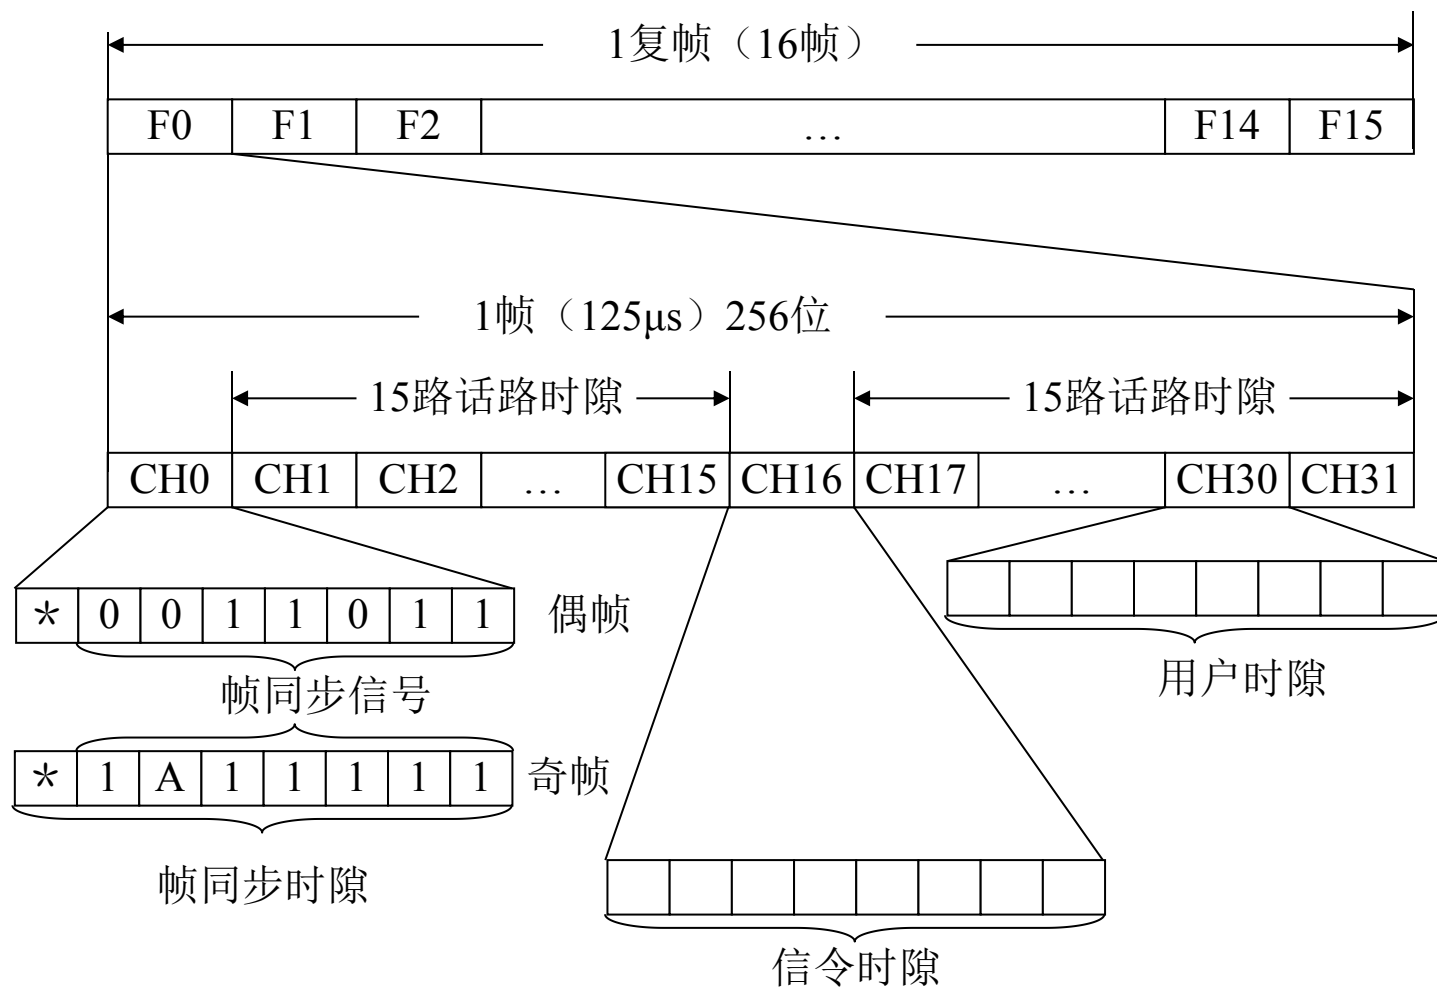 1复帧（16帧）
F0 F1 F2 … F14 F15
1帧（125μs）256位
15路话路时隙 15路话路时隙
CH0 CH1 CH2 … CH15 CH16 CH17 … CH30 CH31
* 0 0 1 1 0 1 1 偶帧
帧同步信号
用户时隙
* 1 A 1 1 1 1 1 奇帧
帧同步时隙
信令时隙